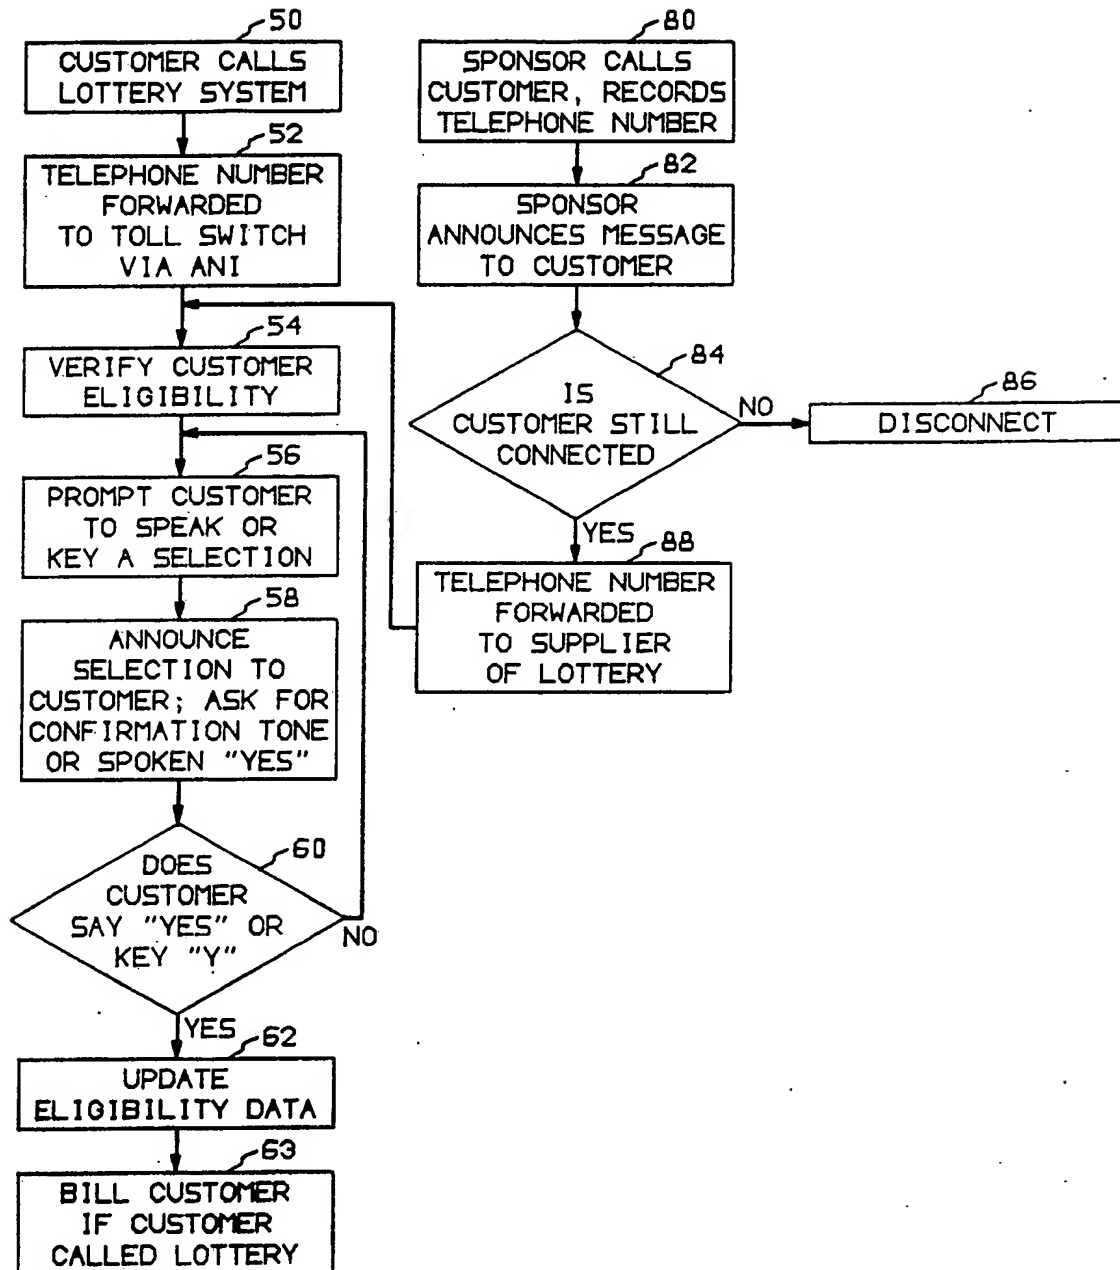 50
CUSTOMER CALLS
LOTTERY SYSTEM
52
TELEPHONE NUMBER
FORWARDED
TO TOLL SWITCH
VIA ANI
54
VERIFY CUSTOMER
ELIGIBILITY
56
PROMPT CUSTOMER
TO SPEAK OR
KEY A SELECTION
58
ANNOUNCE
SELECTION TO
CUSTOMER; ASK FOR
CONFIRMATION TONE
OR SPOKEN "YES"
60
DOES
CUSTOMER
SAY "YES" OR
KEY "Y"
NO
YES
62
UPDATE
ELIGIBILITY DATA
63
BILL CUSTOMER
IF CUSTOMER
CALLED LOTTERY
80
SPONSOR CALLS
CUSTOMER, RECORDS
TELEPHONE NUMBER
82
SPONSOR
ANNOUNCES MESSAGE
TO CUSTOMER
84
IS
CUSTOMER STILL
CONNECTED
NO
86
DISCONNECT
YES
88
TELEPHONE NUMBER
FORWARDED
TO SUPPLIER
OF LOTTERY